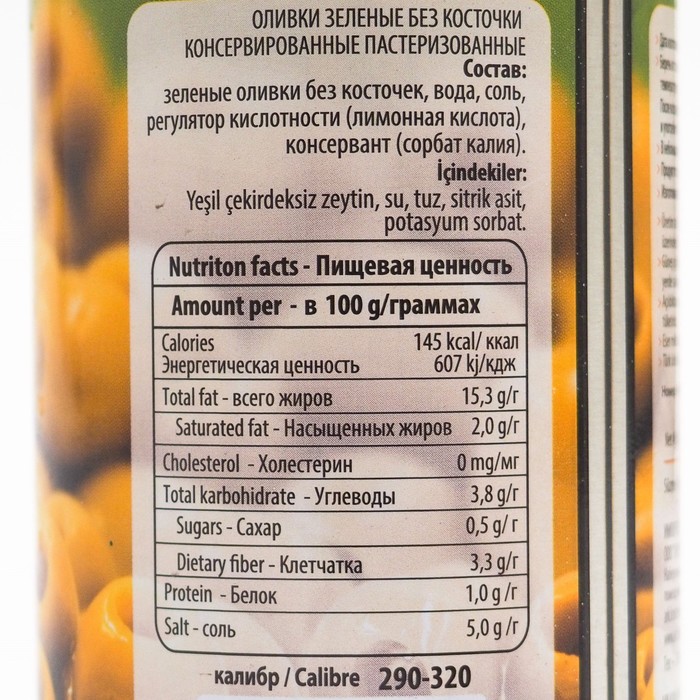 ОЛИВКИ ЗЕЛЕНЫЕ БЕЗ КОСТОЧКИ
КОНСЕРВИРОВАННЫЕ ПАСТЕРИЗОВАННЫЕ
Состав:
зеленые оливки без косточек, вода, соль,
регулятор кислотности (лимонная кислота),
консервант (сорбат калия).
İçindekiler:
Yeşil çekirdeksiz zeytin, su, tuz, sitrik asit,
potasyum sorbat.
Nutriton facts - Пищевая ценность
Amount per - в 100 g/граммах
Calories 145 kcal/ ккал
Энергетическая ценность 607 kj/кдж
Total fat - всего жиров 15,3 g/г
Saturated fat - Насыщенных жиров 2,0 g/г
Cholesterol - Холестерин 0 mg/мг
Total karbohidrate - Углеводы 3,8 g/г
Sugars - Сахар 0,5 g/ г
Dietary fiber - Клетчатка 3,3 g/г
Protein - Белок 1,0 g /г
Salt - соль 5,0 g /г
калибр / Calibre 290-320